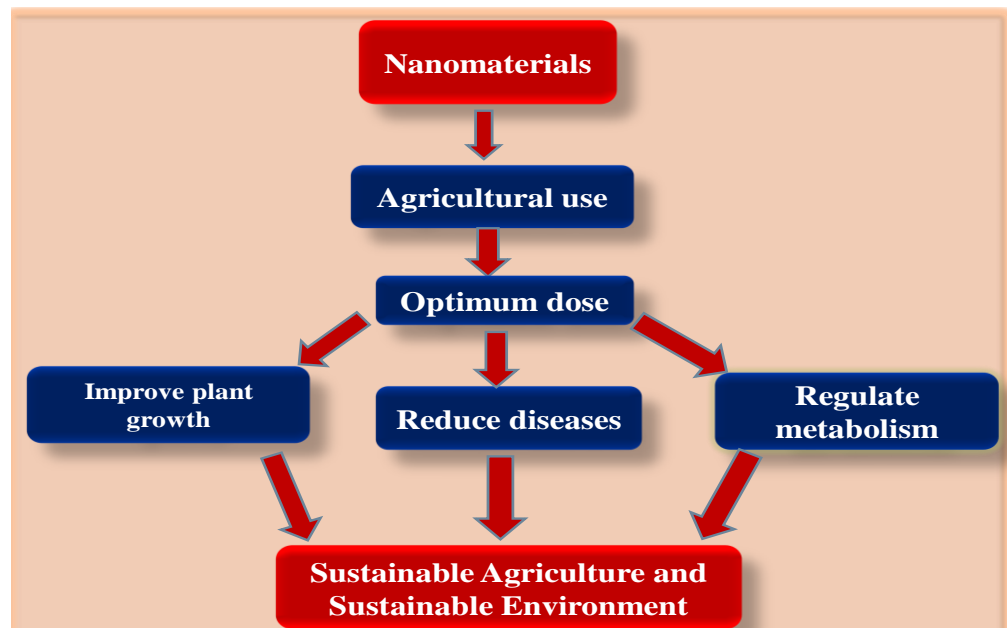 Nanomaterials
Agricultural use
Optimum dose
Improve plant
growth
Reduce diseases
Regulate
metabolism
Sustainable Agriculture and
Sustainable Environment